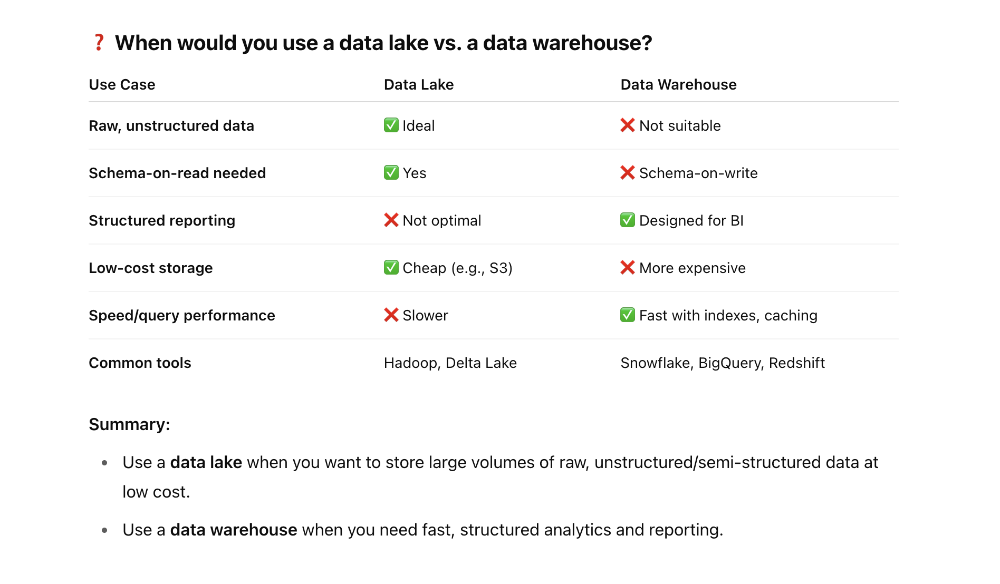 ❓ When would you use a data lake vs. a data warehouse?
Use Case Data Lake Data Warehouse
Raw, unstructured data ✅ Ideal ❌ Not suitable
Schema-on-read needed ✅ Yes ❌ Schema-on-write
Structured reporting ❌ Not optimal ✅ Designed for BI
Low-cost storage ✅ Cheap (e.g., S3) ❌ More expensive
Speed/query performance ❌ Slower ✅ Fast with indexes, caching
Common tools Hadoop, Delta Lake Snowflake, BigQuery, Redshift
Summary:
• Use a data lake when you want to store large volumes of raw, unstructured/semi-structured data at
low cost.
• Use a data warehouse when you need fast, structured analytics and reporting.